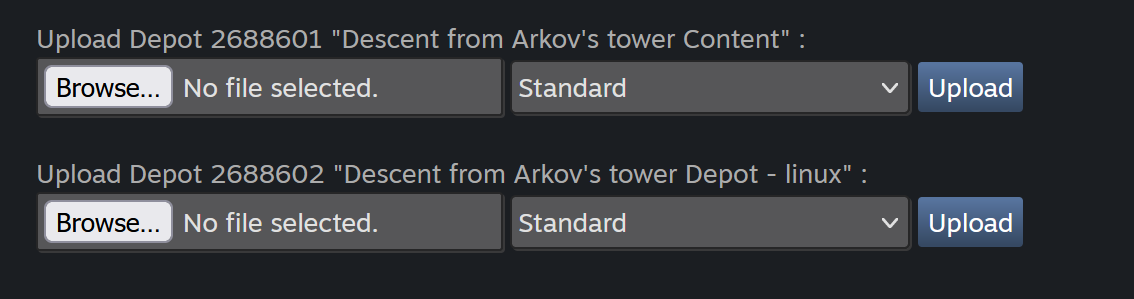 Upload Depot 2688601 "Descent from Arkov's tower Content" :
Browse... No file selected. Standard Upload
Upload Depot 2688602 "Descent from Arkov's tower Depot - linux" :
Browse... No file selected. Standard Upload